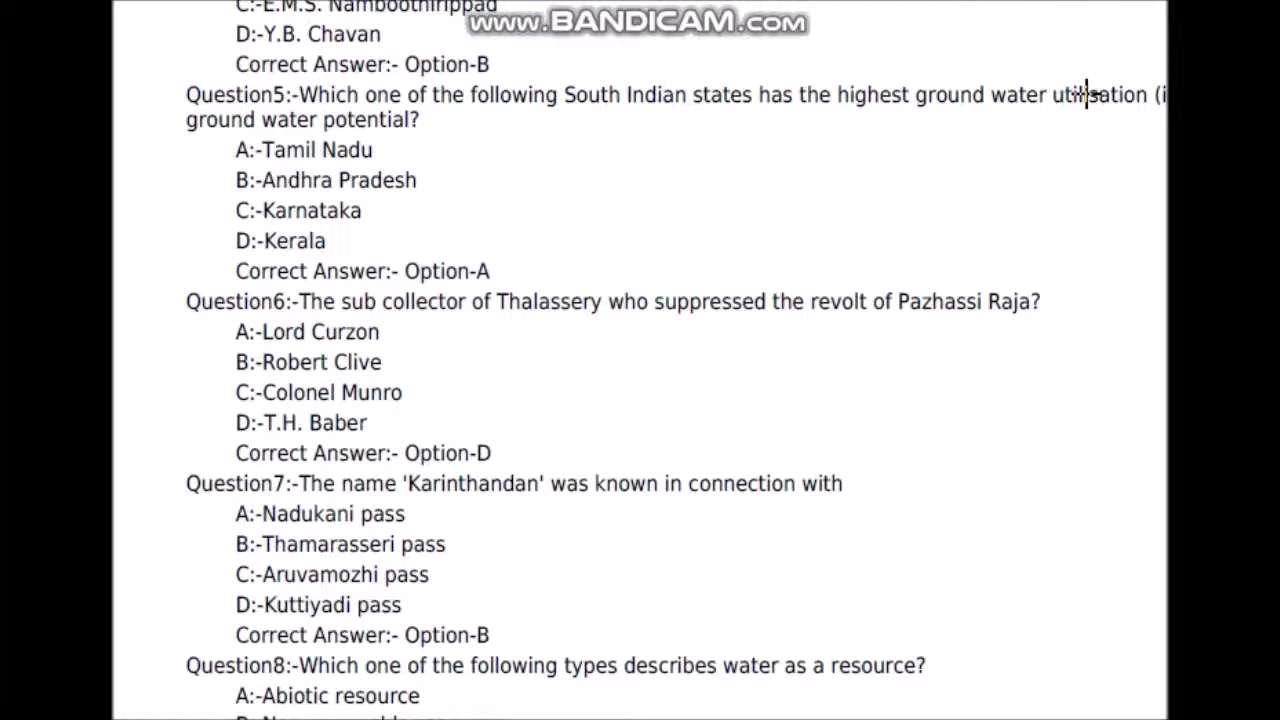 C:-E.M.S. Namboothirippad
www.BANDICAM.com
D:-Y.B. Chavan
Correct Answer:- Option-B
Question5:-Which one of the following South Indian states has the highest ground water utilisation (i
ground water potential?
A:-Tamil Nadu
B:-Andhra Pradesh
C:-Karnataka
D:-Kerala
Correct Answer:- Option-A
Question6:-The sub collector of Thalassery who suppressed the revolt of Pazhassi Raja?
A:-Lord Curzon
B:-Robert Clive
C:-Colonel Munro
D:-T.H. Baber
Correct Answer:- Option-D
Question7:-The name 'Karinthandan' was known in connection with
A:-Nadukani pass
B:-Thamarasseri pass
C:-Aruvamozhi pass
D:-Kuttiyadi pass
Correct Answer:- Option-B
Question8:-Which one of the following types describes water as a resource?
A:-Abiotic resource